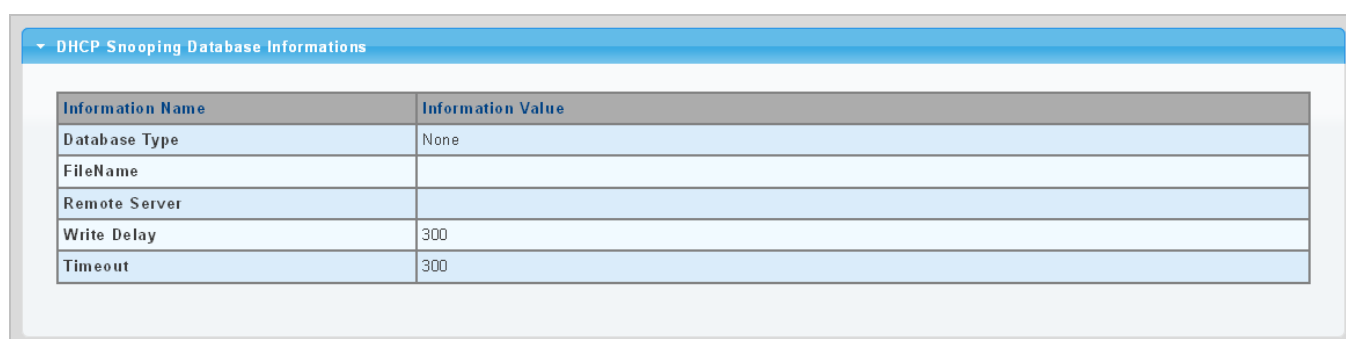 DHCP Snooping Database Informations
Information Name Information Value
Database Type None
FileName
Remote Server
Write Delay 300
Timeout 300